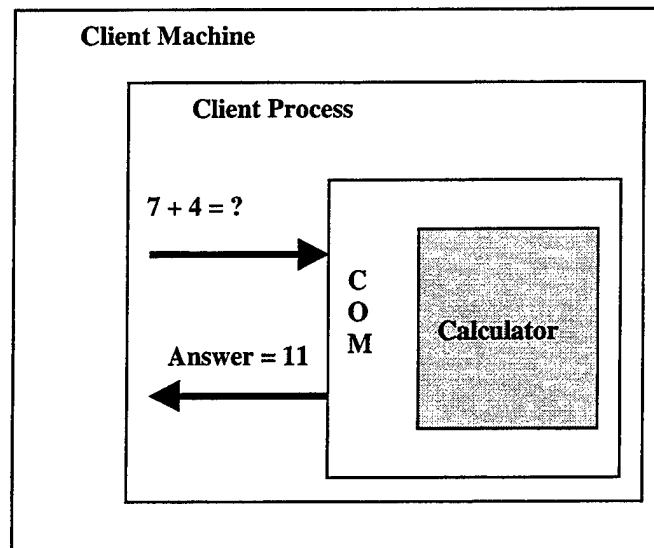 Client Machine
Client Process
7 + 4 = ?
C
O
M
Calculator
Answer = 11